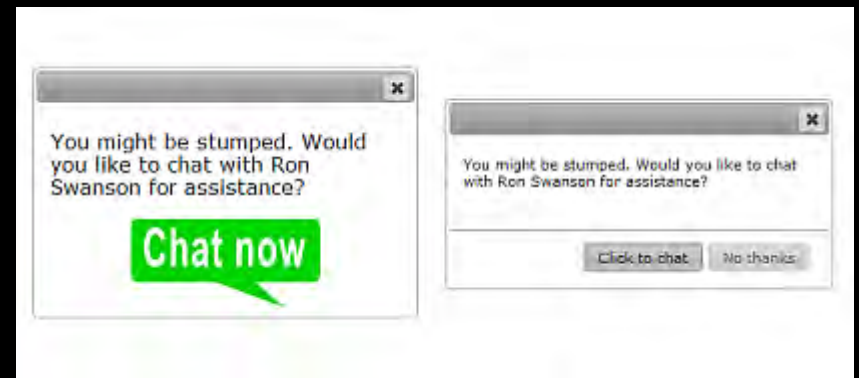 You might be stumped. Would
you like to chat with Ron
Swanson for assistance?
Chat now
You might be stumped. Would you like to chat
with Ron Swanson for assistance?
Click to chat
No thanks